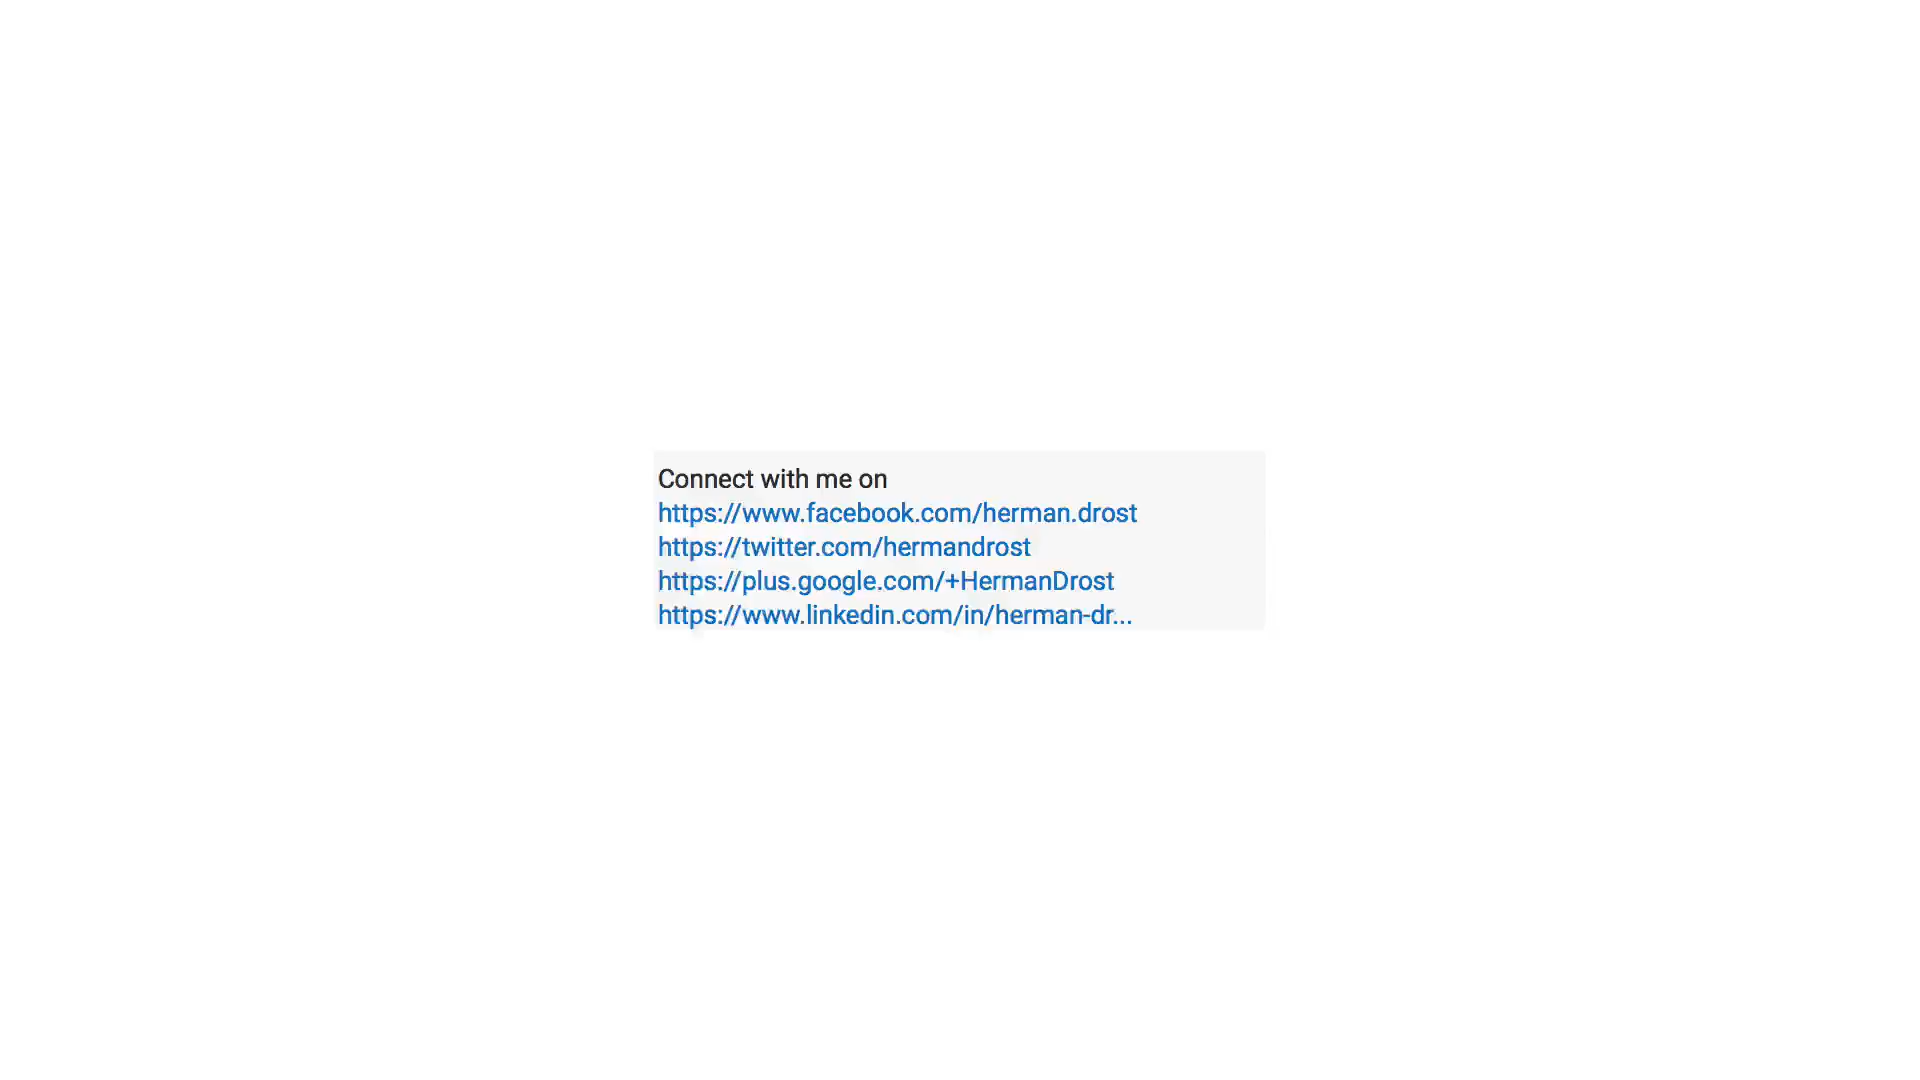 Connect with me on
https://www.facebook.com/herman.drost
https://twitter.com/hermandrost
https://plus.google.com/+HermanDrost
https://www.linkedin.com/in/herman-dr...